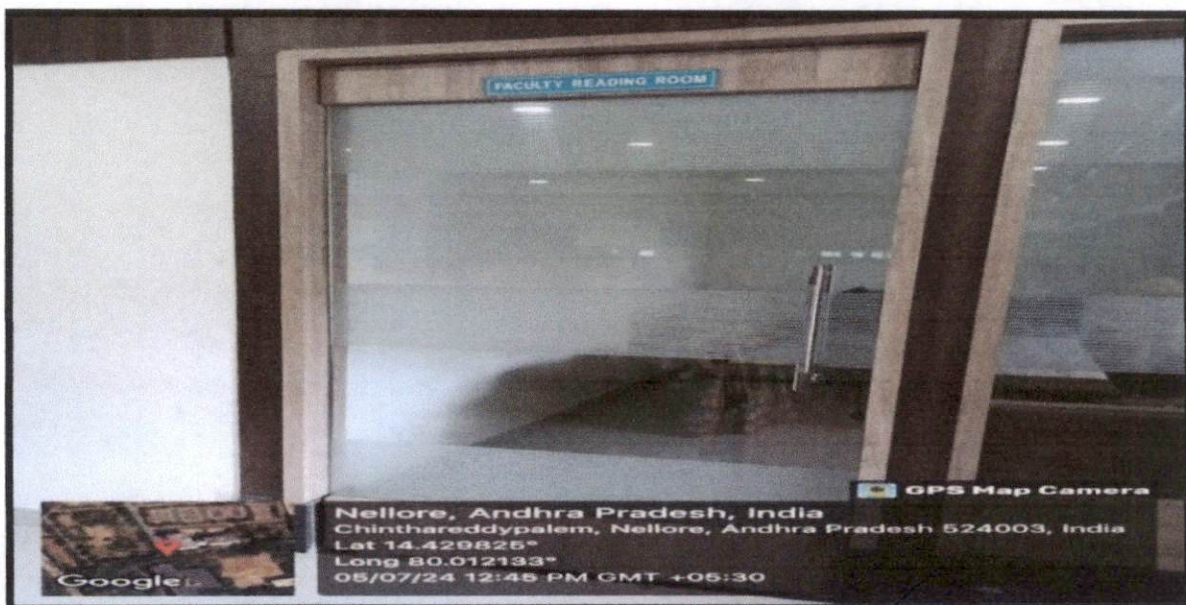 FACULTY READING ROOM
GPS Map Camera
Nellore, Andhra Pradesh, India
Chinthareddypalem, Nellore, Andhra Pradesh 524003, India
Lat 14.429825°
Long 80.012133°
05/07/24 12:45 PM GMT +05:30
Google